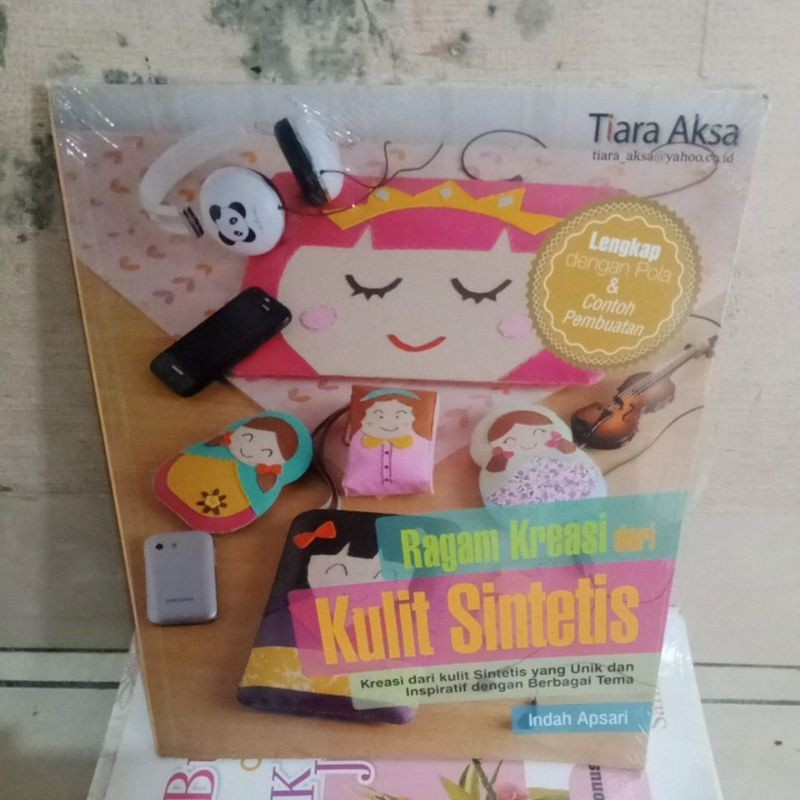 Tiara Aksa
tiara_aksa@yahoo.co.id
Lengkap
dengan Pola
&
Contoh
Pembuatan
SAMSUNG
Ragam Kreasi dari
Kulit Sintetis
Kreasi dari kulit Sintetis yang Unik dan
Inspiratif dengan Berbagai Tema
Indah Apsari